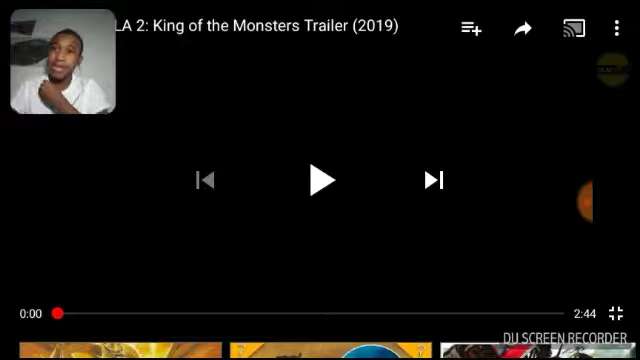 LA 2: King of the Monsters Trailer (2019)
0:00
2:44
DU SCREEN RECORDER